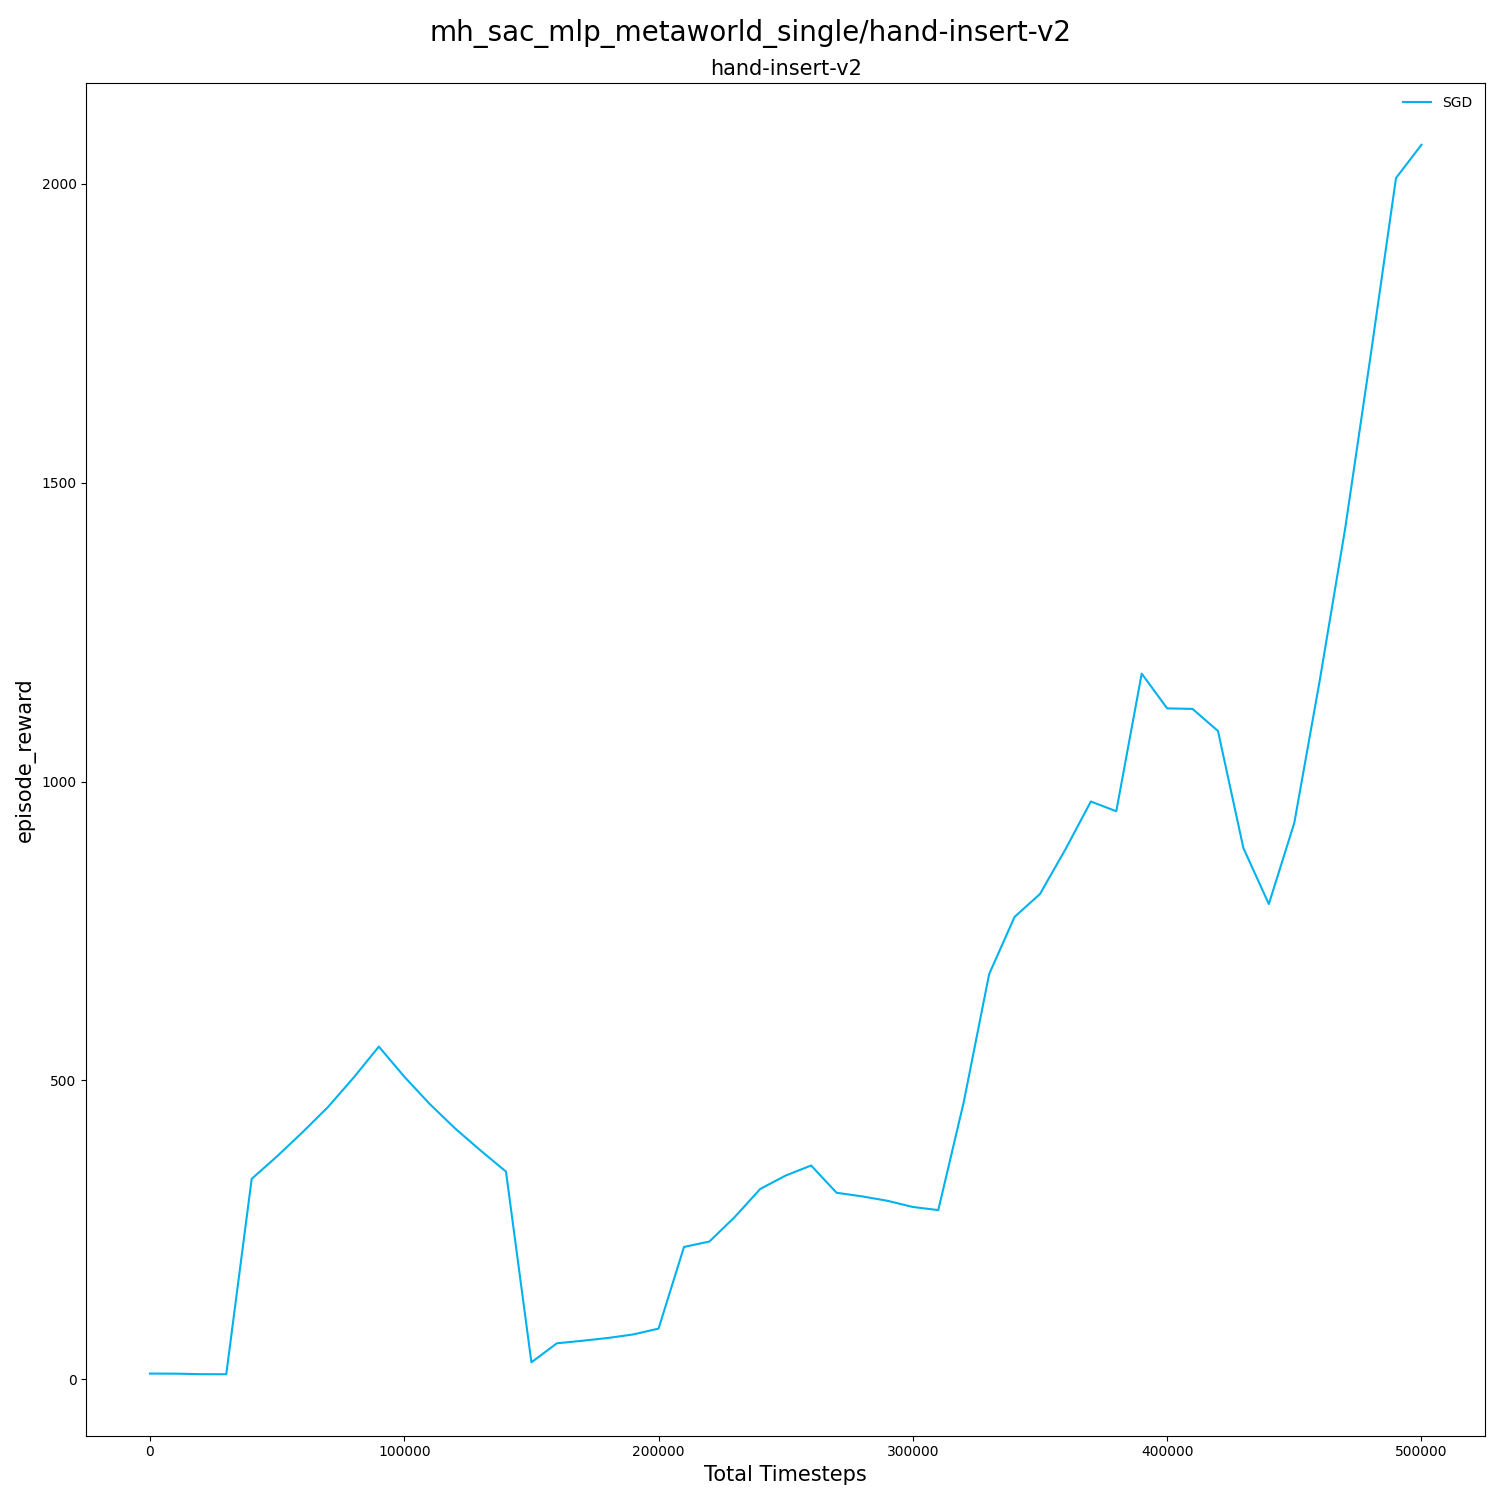 mh_sac_mlp_metaworld_single/hand-insert-v2
hand-insert-v2
SGD
2000
1500
1000
500
0
episode_reward
0 100000 200000 300000 400000 500000
Total Timesteps